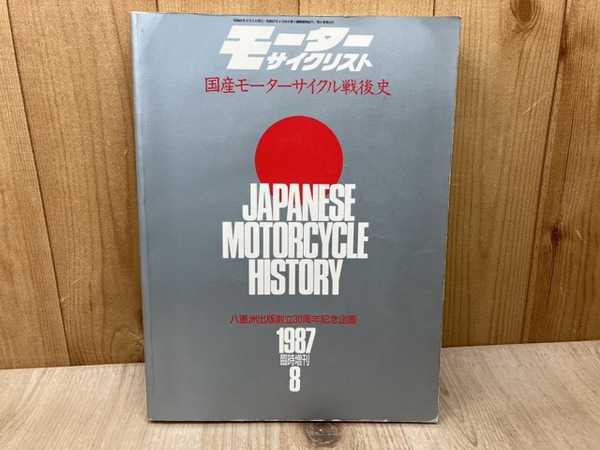 モーター
サイクリスト
国産モーターサイクル戦後史
JAPANESE
MOTORCYCLE
HISTORY
八重洲出版創立30周年記念企画
1987
臨時増刊
8